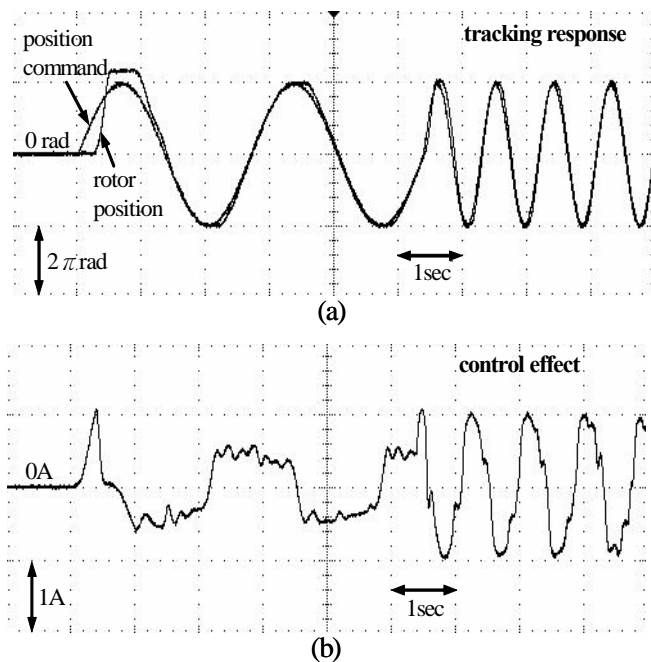 tracking response
position
command
0 rad
rotor
position
2 π rad
1sec
(a)
control effect
0A
1A
1sec
(b)